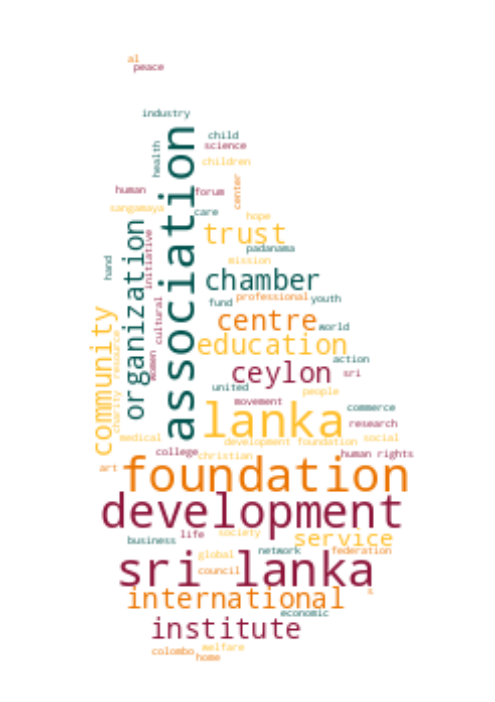 al
peace
industry
association
child
science
health
children
human
forum
center
sangamaya
care
hope
organization
trust
initiative
padanama
hand
mission
chamber
professional
youth
fund
cultural
community
centre
world
resource
education
women
action
ceylon
sri
united
people
charity
movement
lanka
commerce
research
medical
development foundation
social
college
christian
human rights
art
foundation
development
life
society
business
service
network
federation
global
sri lanka
council
s
international
economic
institute
welfare
colombo
home